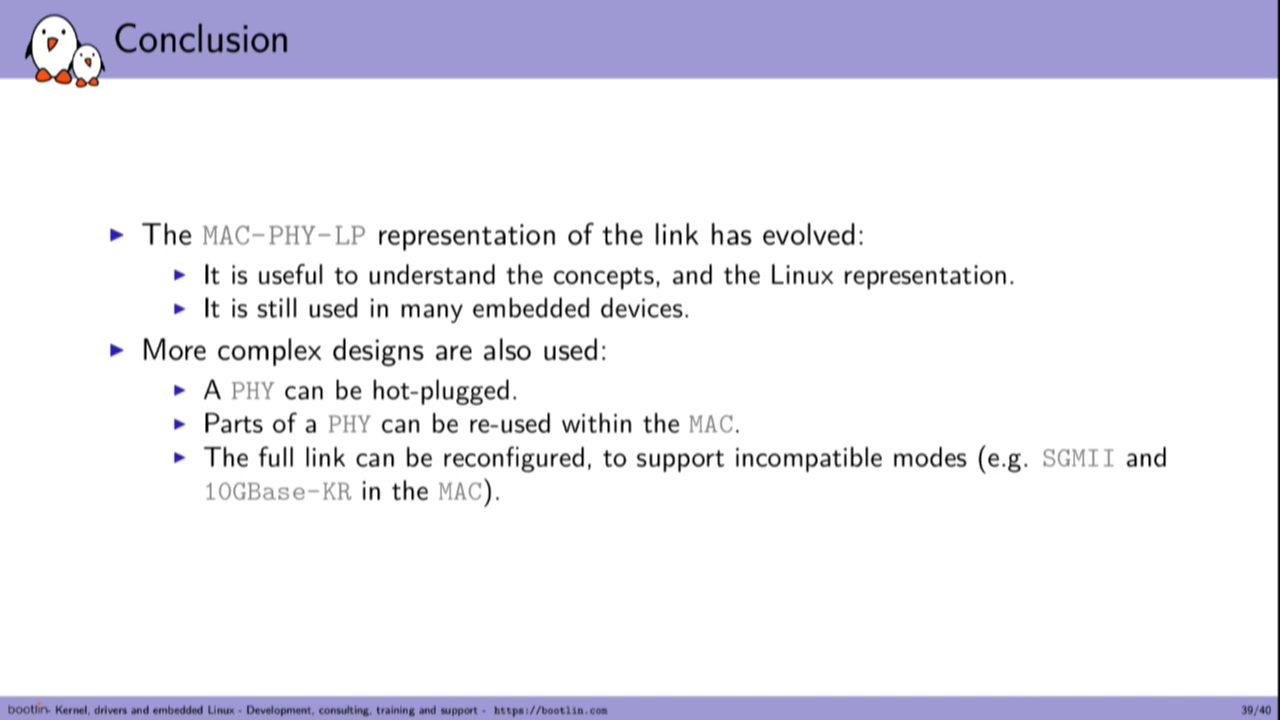 Conclusion
▶ The MAC-PHY-LP representation of the link has evolved:
▶ It is useful to understand the concepts, and the Linux representation.
▶ It is still used in many embedded devices.
▶ More complex designs are also used:
▶ A PHY can be hot-plugged.
▶ Parts of a PHY can be re-used within the MAC.
▶ The full link can be reconfigured, to support incompatible modes (e.g. SGMII and
10GBase-KR in the MAC).
bootlin - Kernel, drivers and embedded Linux - Development, consulting, training and support - https://bootlin.com
39/40